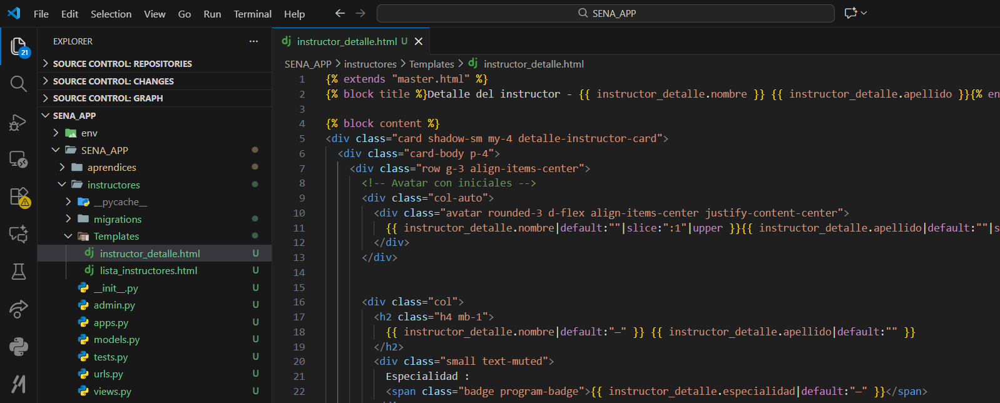 File Edit Selection View Go Run Terminal Help
SENA_APP
EXPLORER
21
SOURCE CONTROL: REPOSITORIES
SOURCE CONTROL: CHANGES
SOURCE CONTROL: GRAPH
SENA_APP
env
SENA_APP
aprendices
instructores
__pycache__
migrations
Templates
dj instructor_detalle.html U
dj lista_instructores.html U
__init__.py U
admin.py U
apps.py U
models.py U
tests.py U
urls.py U
views.py U
dj instructor_detalle.html U
SENA_APP > instructores > Templates > dj instructor_detalle.html
1 {% extends "master.html" %}
2 {% block title %}Detalle del instructor - {{ instructor_detalle.nombre }} {{ instructor_detalle.apellido }}{% en
3
4 {% block content %}
5 <div class="card shadow-sm my-4 detalle-instructor-card">
6 <div class="card-body p-4">
7 <div class="row g-3 align-items-center">
8 <!-- Avatar con iniciales -->
9 <div class="col-auto">
10 <div class="avatar rounded-3 d-flex align-items-center justify-content-center">
11 {{ instructor_detalle.nombre|default:""|slice:":1"|upper }}{{ instructor_detalle.apellido|default:""|s
12 </div>
13 </div>
14
15
16 <div class="col">
17 <h2 class="h4 mb-1">
18 {{ instructor_detalle.nombre|default:"—" }} {{ instructor_detalle.apellido|default:"" }}
19 </h2>
20 <div class="small text-muted">
21 Especialidad :
22 <span class="badge program-badge">{{ instructor_detalle.especialidad|default:"—" }}</span>